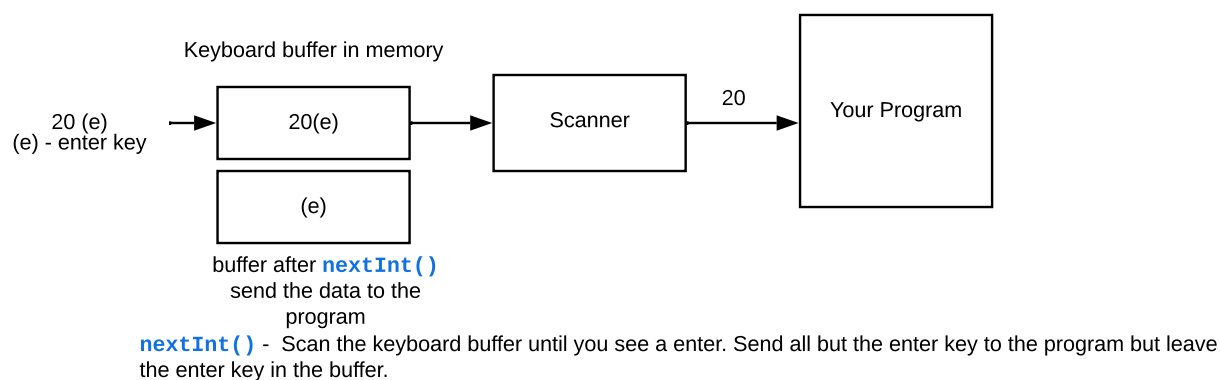 Keyboard buffer in memory
20 (e)
(e) - enter key
20(e)
Scanner
20
Your Program
(e)
buffer after nextInt()
send the data to the
program
nextInt() - Scan the keyboard buffer until you see a enter. Send all but the enter key to the program but leave
the enter key in the buffer.